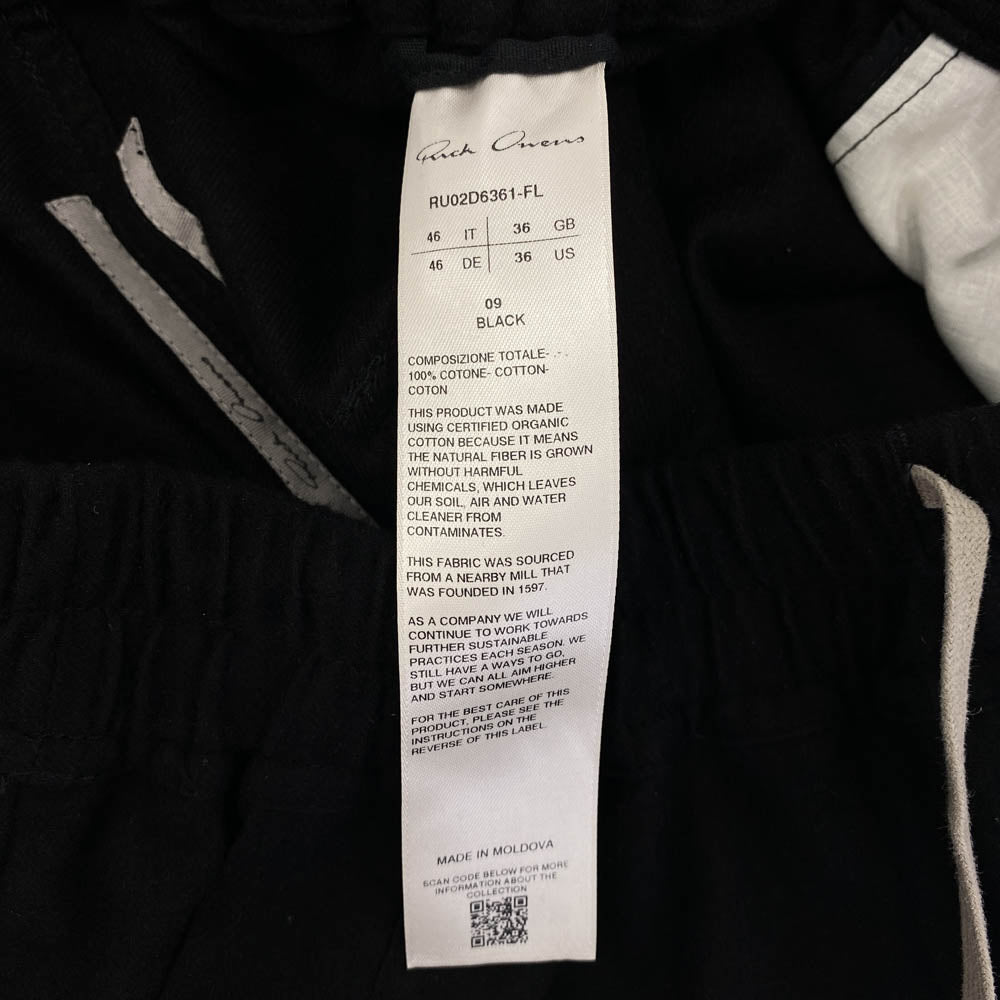 Rick Owens
RU02D6361-FL
46 IT 36 GB
46 DE 36 US
09
BLACK
COMPOSIZIONE TOTALE-
100% COTONE- COTTON-
COTON
THIS PRODUCT WAS MADE
USING CERTIFIED ORGANIC
COTTON BECAUSE IT MEANS
THE NATURAL FIBER IS GROWN
WITHOUT HARMFUL
CHEMICALS, WHICH LEAVES
OUR SOIL, AIR AND WATER
CLEANER FROM
CONTAMINATES.
THIS FABRIC WAS SOURCED
FROM A NEARBY MILL THAT
WAS FOUNDED IN 1597.
AS A COMPANY WE WILL
CONTINUE TO WORK TOWARDS
FURTHER SUSTAINABLE
PRACTICES EACH SEASON. WE
STILL HAVE A WAYS TO GO,
BUT WE CAN ALL AIM HIGHER
AND START SOMEWHERE.
FOR THE BEST CARE OF THIS
PRODUCT, PLEASE SEE THE
INSTRUCTIONS ON THE
REVERSE OF THIS LABEL.
MADE IN MOLDOVA
SCAN CODE BELOW FOR MORE
INFORMATION ABOUT THE
COLLECTION
Rick Owens